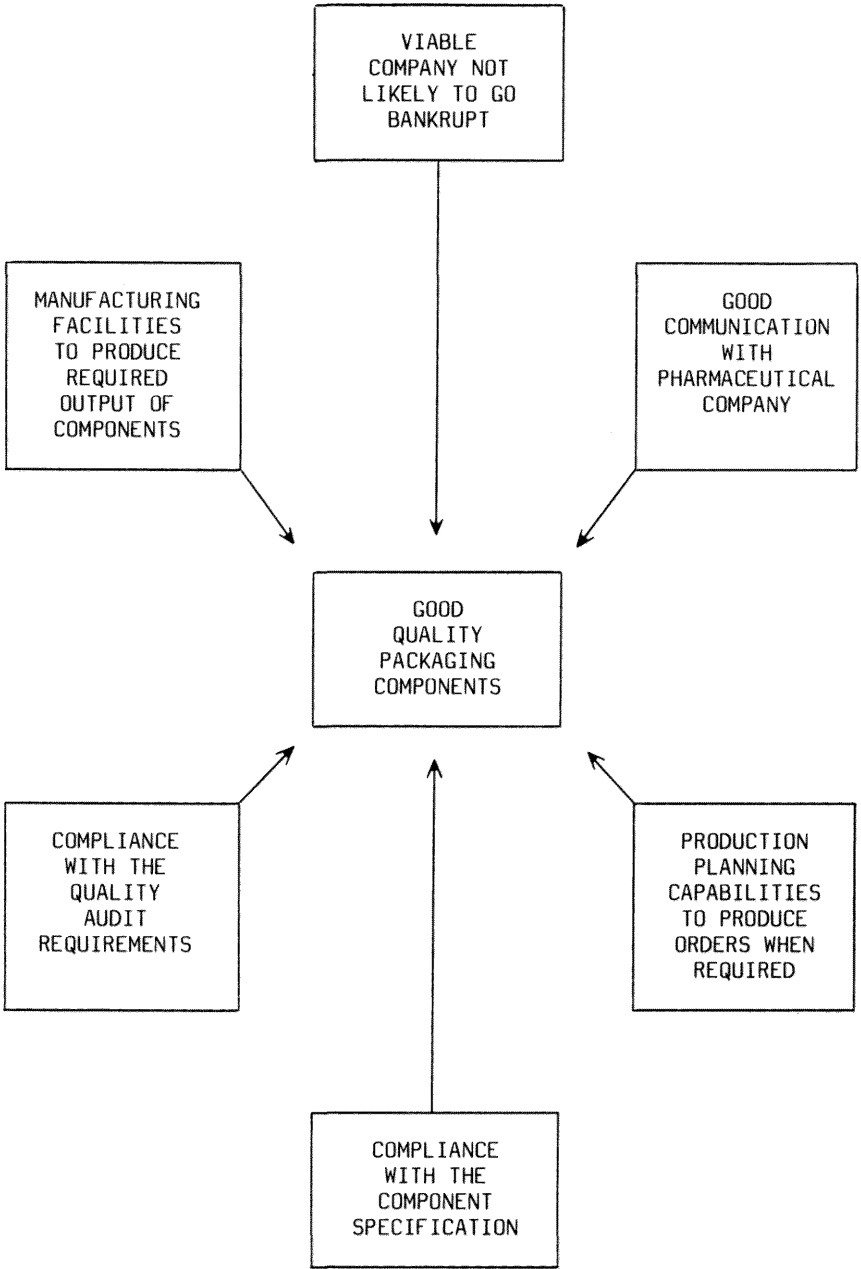 VIABLE
COMPANY NOT
LIKELY TO GO
BANKRUPT
MANUFACTURING
FACILITIES
TO PRODUCE
REQUIRED
OUTPUT OF
COMPONENTS
GOOD
COMMUNICATION
WITH
PHARMACEUTICAL
COMPANY
GOOD
QUALITY
PACKAGING
COMPONENTS
COMPLIANCE
WITH THE
QUALITY
AUDIT
REQUIREMENTS
PRODUCTION
PLANNING
CAPABILITIES
TO PRODUCE
ORDERS WHEN
REQUIRED
COMPLIANCE
WITH THE
COMPONENT
SPECIFICATION